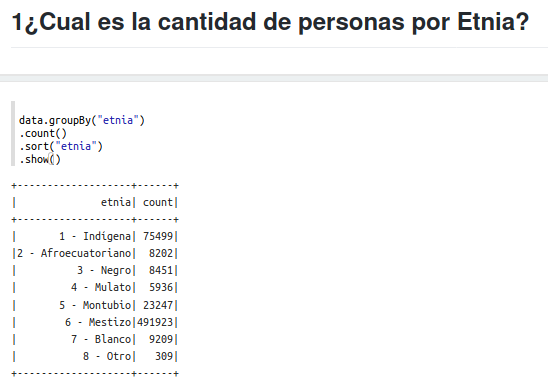 1¿Cual es la cantidad de personas por Etnia?
data.groupBy("etnia")
.count()
.sort("etnia")
.show()
+-------------------+------+
|              etnia| count|
+-------------------+------+
|       1 - Indígena| 75499|
|2 - Afroecuatoriano|  8202|
|          3 - Negro|  8451|
|         4 - Mulato|  5936|
|       5 - Montubio| 23247|
|        6 - Mestizo|491923|
|         7 - Blanco|  9209|
|           8 - Otro|   309|
+-------------------+------+